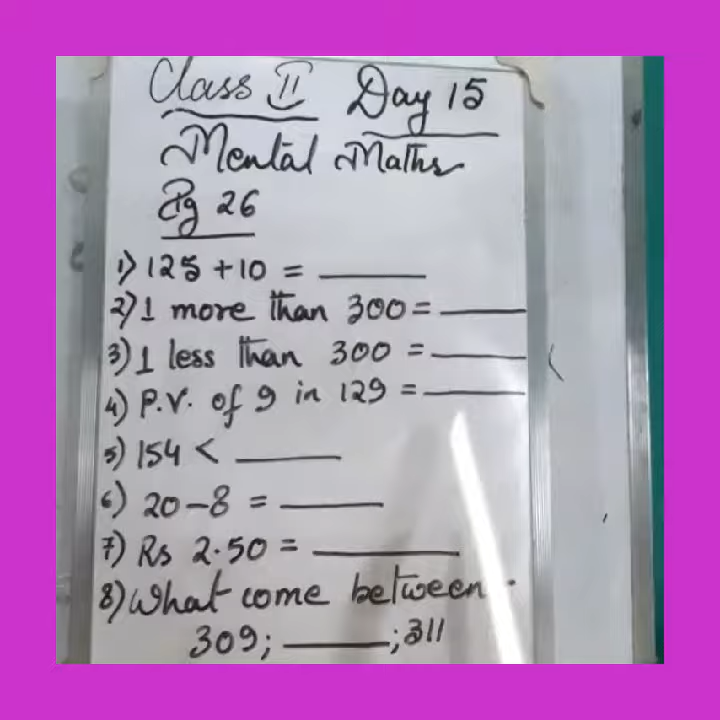 Class II Day 15
Mental Maths
Pg 26
1) 125 + 10 = ______
2) 1 more than 300 = ______
3) 1 less than 300 = ______
4) P.V. of 9 in 129 = ______
5) 154 < ______
6) 20 - 8 = ______
7) Rs 2.50 = ______
8) What come between.
309; ______; 311